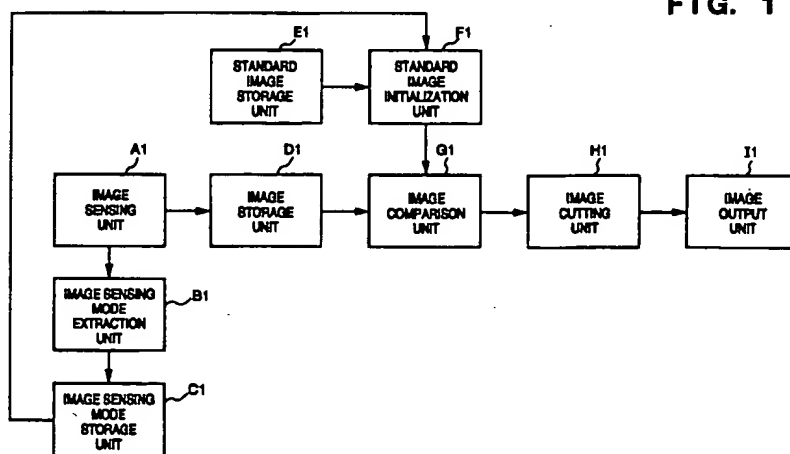 FIG. 1
E1
F1
STANDARD
IMAGE
STORAGE
UNIT
STANDARD
IMAGE
INITIALIZATION
UNIT
A1
D1
G1
H1
I1
IMAGE
SENSING
UNIT
IMAGE
STORAGE
UNIT
IMAGE
COMPARISON
UNIT
IMAGE
CUTTING
UNIT
IMAGE
OUTPUT
UNIT
IMAGE SENSING
MODE
EXTRACTION
UNIT
B1
IMAGE SENSING
MODE
STORAGE
UNIT
C1